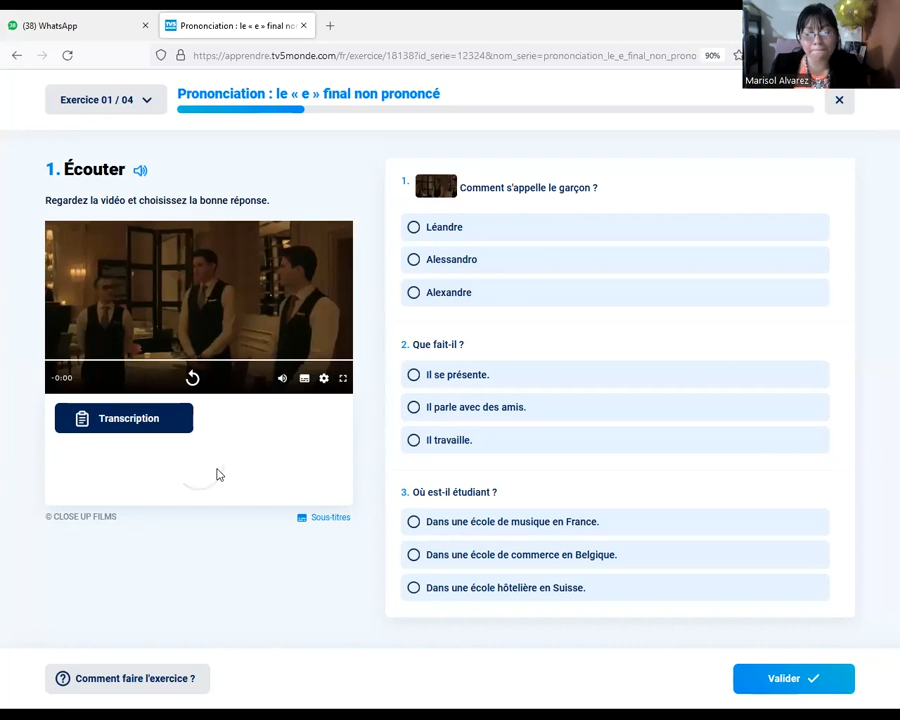 (38) WhatsApp
Prononciation : le « e » final nor
https://apprendre.tv5monde.com/fr/exercice/18138?id_serie=12324&nom_serie=prononciation_le_e_final_non_prono
90%
Marisol Alvarez
Exercice 01 / 04
Prononciation : le « e » final non prononcé
1. Écouter
Regardez la vidéo et choisissez la bonne réponse.
-0:00
Transcription
© CLOSE UP FILMS
Sous-titres
1. Comment s'appelle le garçon ?
Léandre
Alessandro
Alexandre
2. Que fait-il ?
Il se présente.
Il parle avec des amis.
Il travaille.
3. Où est-il étudiant ?
Dans une école de musique en France.
Dans une école de commerce en Belgique.
Dans une école hôtelière en Suisse.
? Comment faire l'exercice ?
Valider